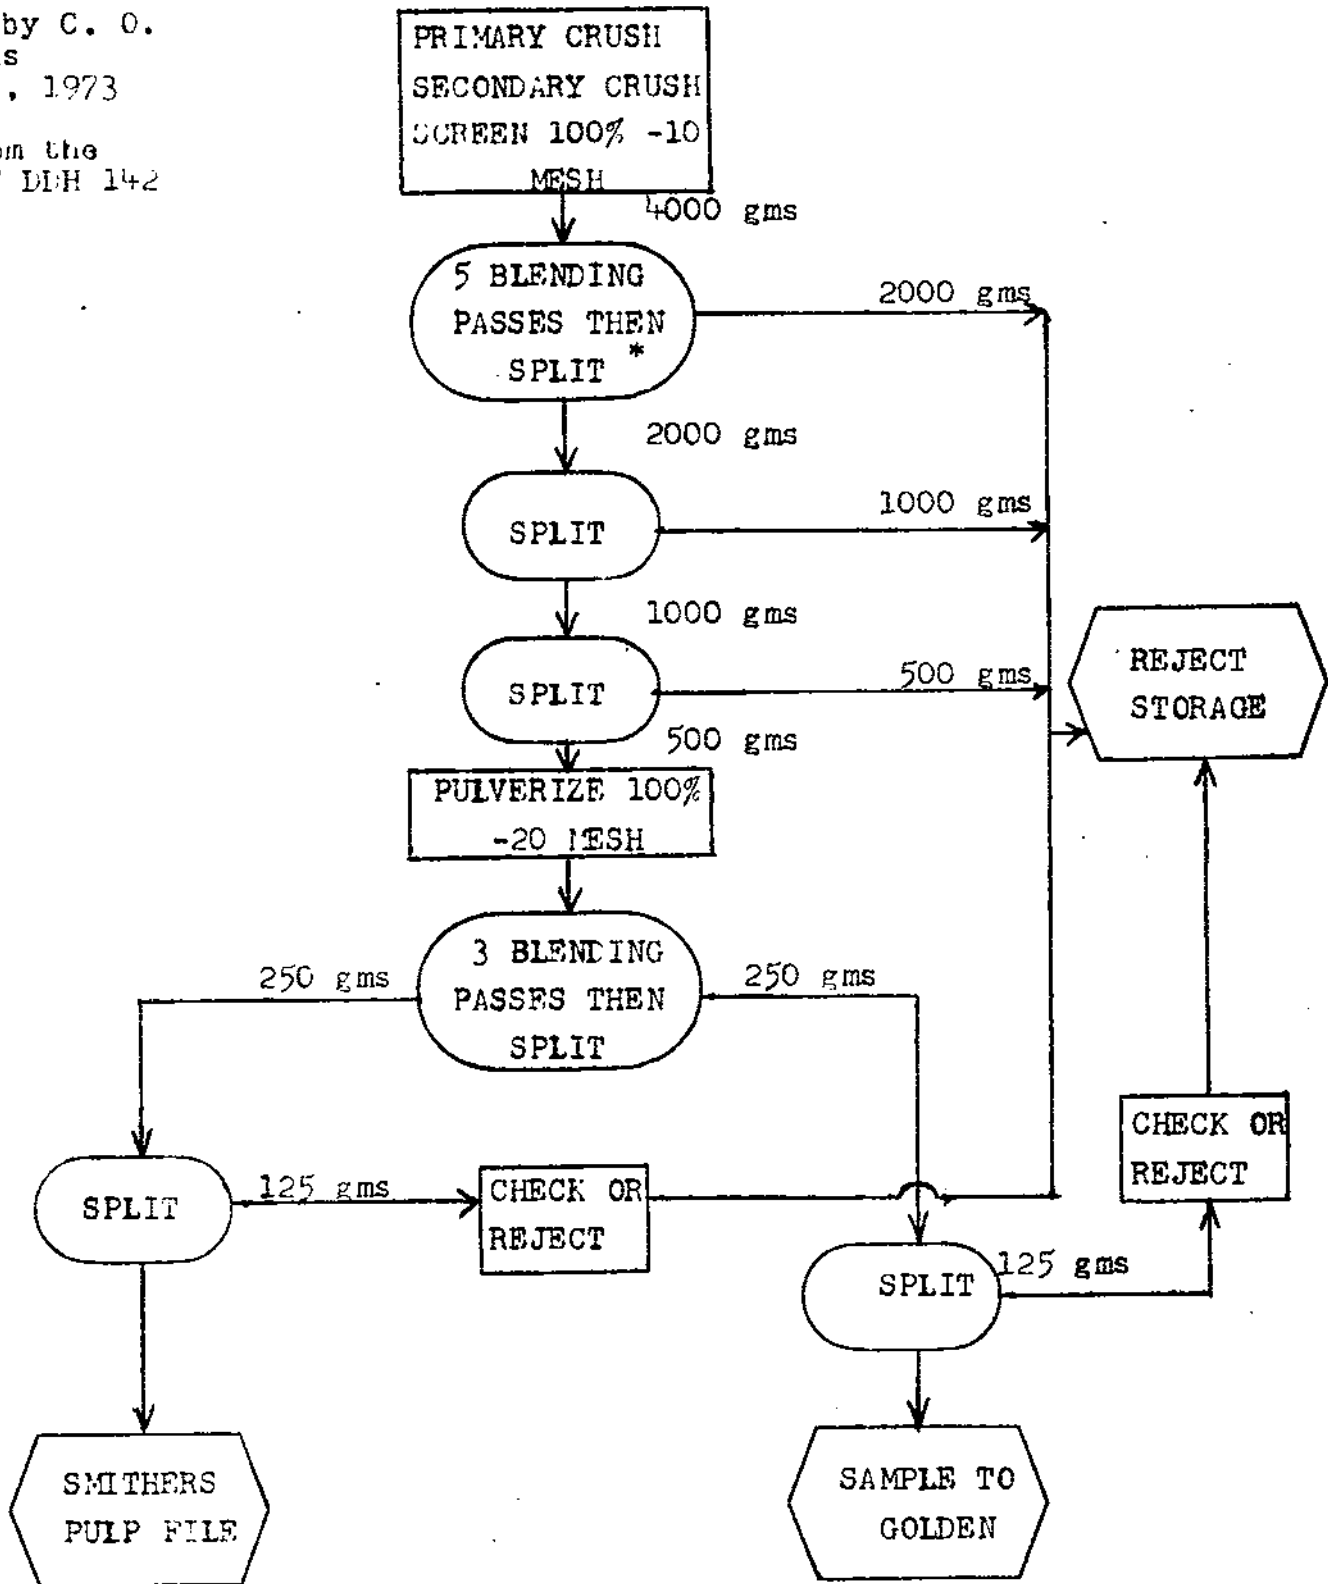 by C. O.
, 1973
the
DDH 142
PRIMARY CRUSH
SECONDARY CRUSH
SCREEN 100% -10
MESH
4000 gms
5 BLENDING
PASSES THEN
SPLIT *
2000 gms
2000 gms
SPLIT
1000 gms
1000 gms
SPLIT
500 gms
500 gms
REJECT
STORAGE
PULVERIZE 100%
-20 MESH
3 BLENDING
PASSES THEN
SPLIT
250 gms
250 gms
SPLIT
125 gms
CHECK OR
REJECT
CHECK OR
REJECT
SPLIT
125 gms
SMITHERS
PULP FILE
SAMPLE TO
GOLDEN